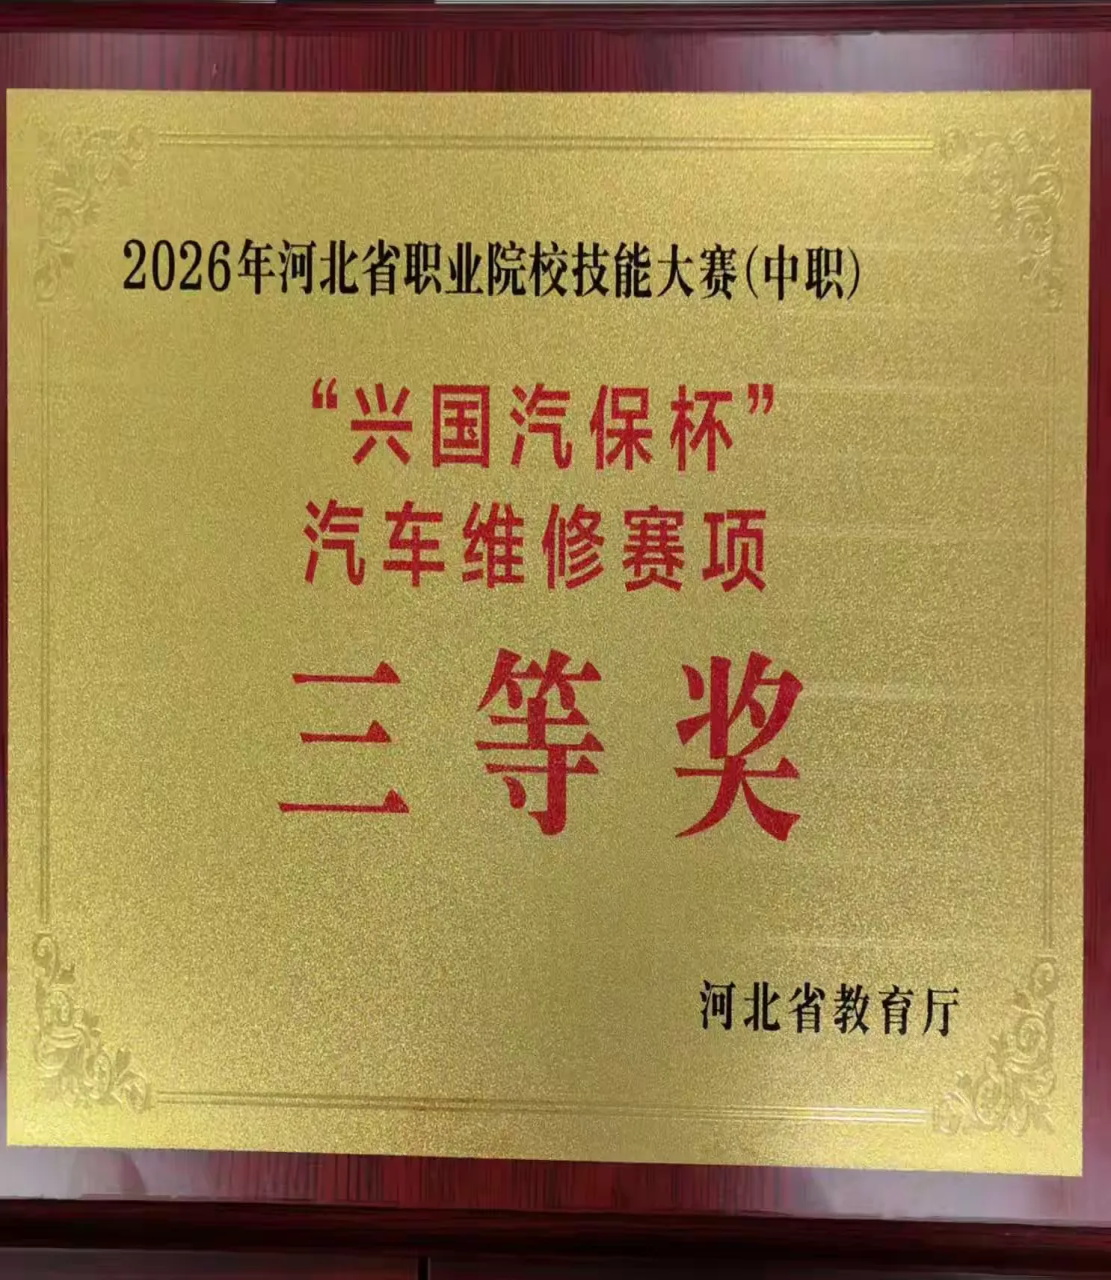 2026年河北省职业院校技能大赛(中职)
“兴国汽保杯”
汽车维修赛项
三等奖
河北省教育厅